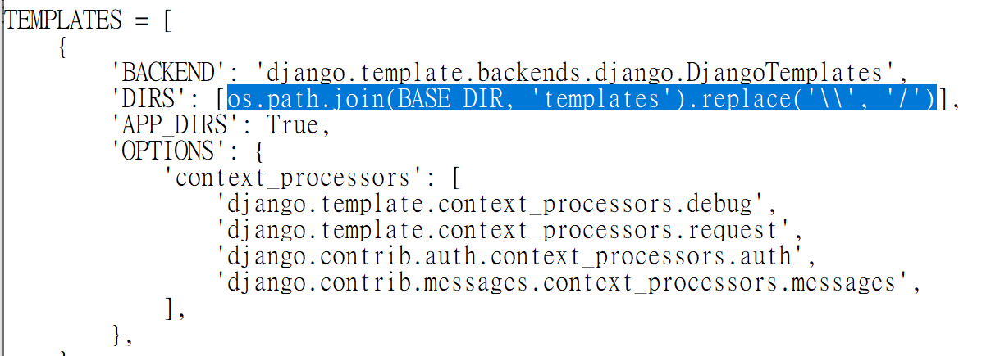 TEMPLATES = [
    {
        'BACKEND': 'django.template.backends.django.DjangoTemplates',
        'DIRS': [os.path.join(BASE_DIR, 'templates').replace('\\', '/')],
        'APP_DIRS': True,
        'OPTIONS': {
            'context_processors': [
                'django.template.context_processors.debug',
                'django.template.context_processors.request',
                'django.contrib.auth.context_processors.auth',
                'django.contrib.messages.context_processors.messages',
            ],
        },